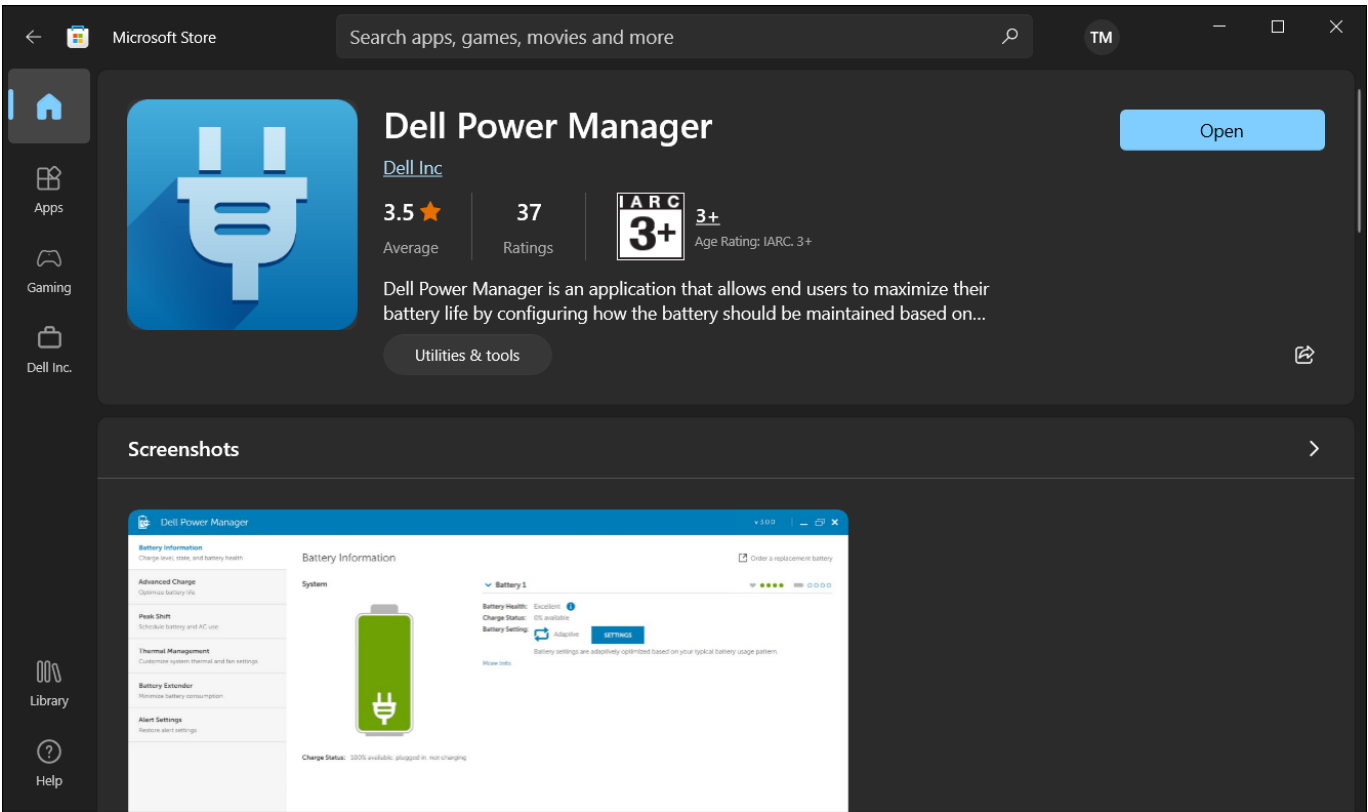 Microsoft Store
Search apps, games, movies and more
TM
Dell Power Manager
Open
Dell Inc
3.5
37
IARC
3+
3+
Average
Ratings
Age Rating: IARC. 3+
Dell Power Manager is an application that allows end users to maximize their
battery life by configuring how the battery should be maintained based on...
Utilities & tools
Apps
Gaming
Dell Inc.
Library
Help
Screenshots
Dell Power Manager
v 3.0.0
Battery Information
Charge level, state, and battery health
Advanced Charge
Optimize battery life
Peak Shift
Schedule battery and AC use
Thermal Management
Customize system thermal and fan settings
Battery Extender
Minimize battery consumption
Alert Settings
Restore alert settings
Battery Information
Order a replacement battery
System
Battery 1
Battery Health: Excellent
Charge Status: 0% available
Battery Setting: Adaptive
SETTINGS
Battery settings are adaptively optimized based on your typical battery usage pattern.
More Info
Charge Status: 100% available, plugged in, not charging